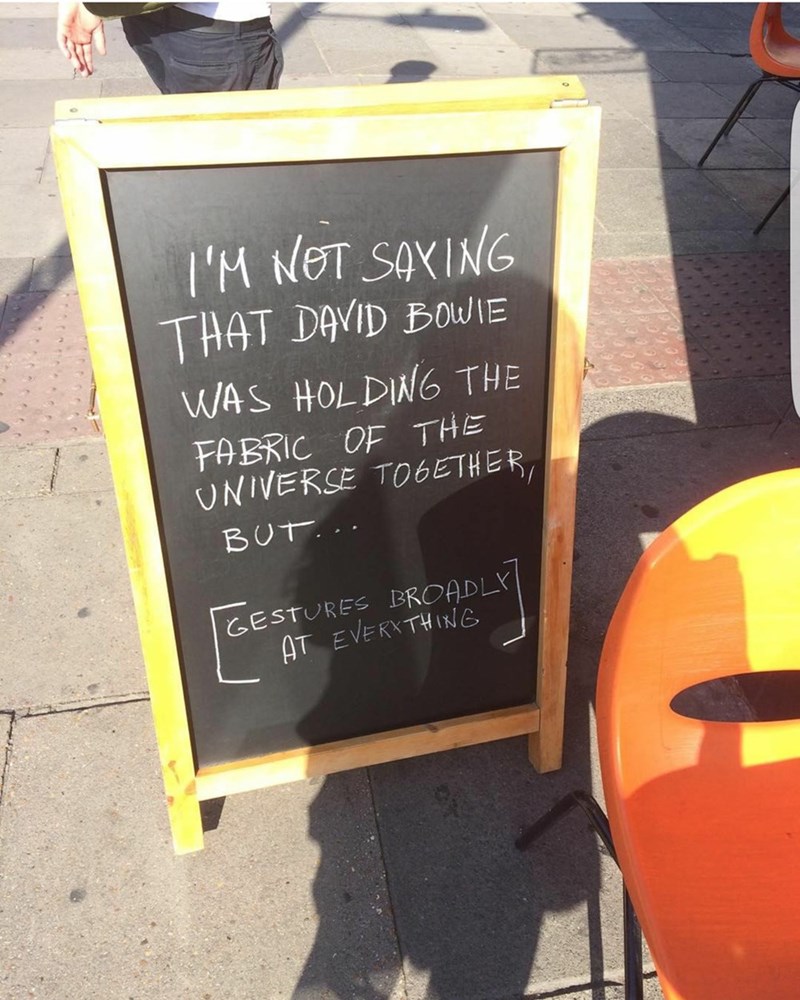 I'M NOT SAYING
THAT DAVID BOWIE
WAS HOLDING THE
FABRIC OF THE
UNIVERSE TOGETHER,
BUT...
[GESTURES BROADLY
AT EVERYTHING]